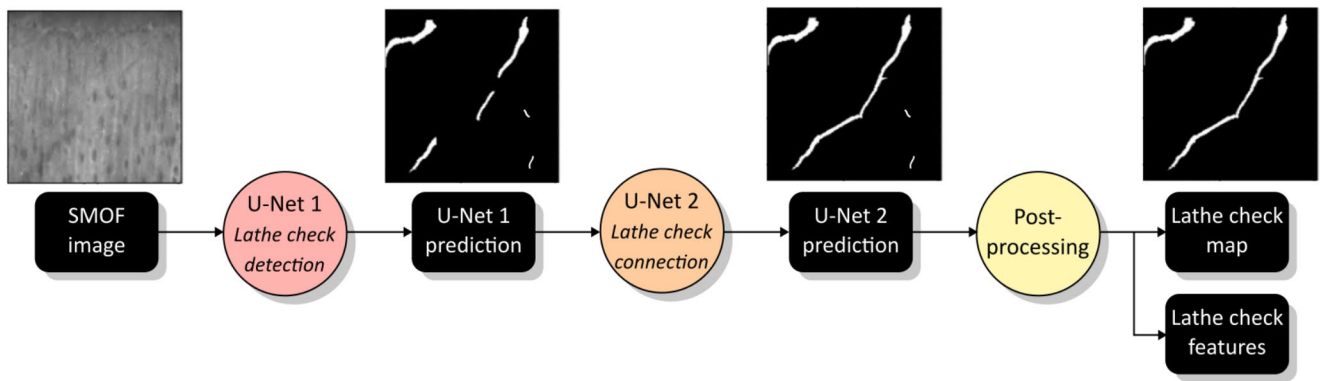 SMOF
image
U-Net 1
Lathe check
detection
U-Net 1
prediction
U-Net 2
Lathe check
connection
U-Net 2
prediction
Post-
processing
Lathe check
map
Lathe check
features